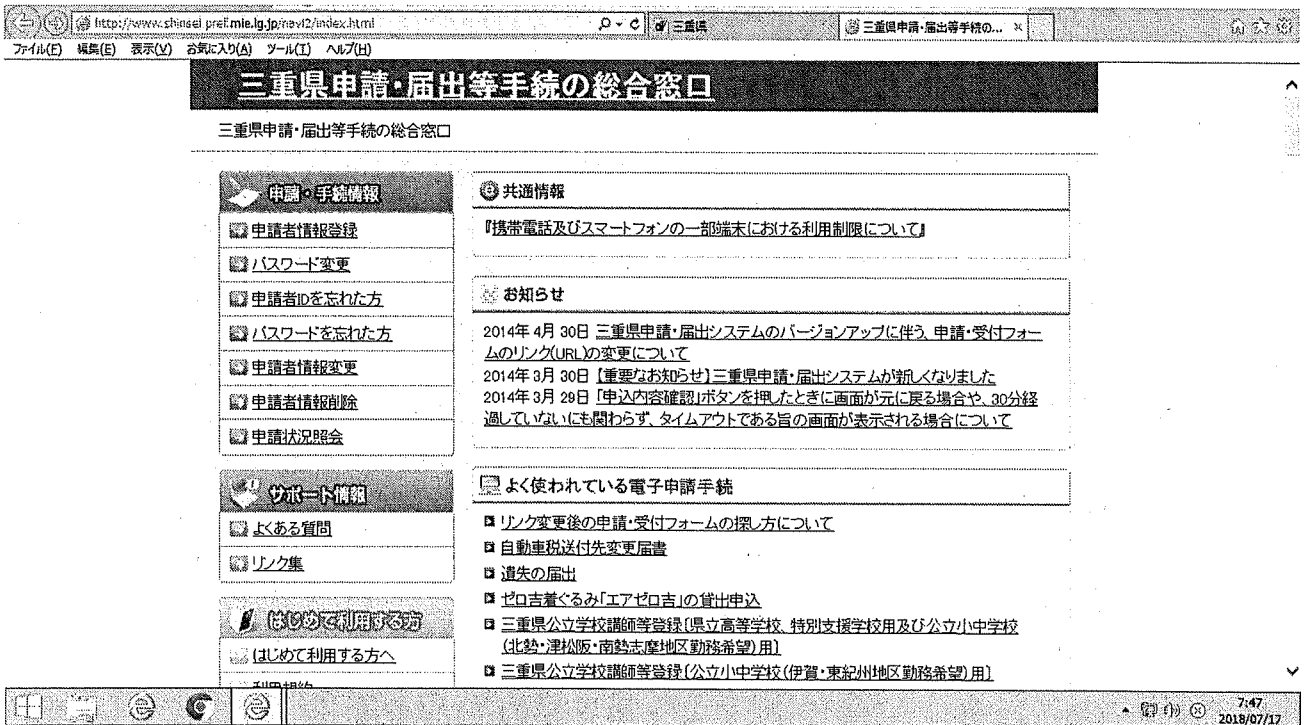 http://www.shinsei.pref.mie.lg.jp/navi2/index.html
三重県
三重県申請・届出等手続の... ×
ファイル(F) 編集(E) 表示(V) お気に入り(A) ツール(T) ヘルプ(H)
三重県申請・届出等手続の総合窓口
三重県申請・届出等手続の総合窓口
申請・手続情報
申請者情報登録
パスワード変更
申請者IDを忘れた方
パスワードを忘れた方
申請者情報変更
申請者情報削除
申請状況照会
サポート情報
よくある質問
リンク集
はじめて利用する方
はじめて利用する方へ
利用規約
共通情報
『携帯電話及びスマートフォンの一部端末における利用制限について』
お知らせ
2014年 4月 30日 三重県申請・届出システムのバージョンアップに伴う、申請・受付フォー
ムのリンク(URL)の変更について
2014年 3月 30日 【重要なお知らせ】三重県申請・届出システムが新しくなりました
2014年 3月 29日 「申込内容確認」ボタンを押したときに画面が元に戻る場合や、30分経
過していないにも関わらず、タイムアウトである旨の画面が表示される場合について
よく使われている電子申請手続
リンク変更後の申請・受付フォームの探し方について
自動車税送付先変更届書
遺失の届出
ゼロ吉着ぐるみ「エアゼロ吉」の貸出申込
三重県公立学校講師等登録〔県立高等学校、特別支援学校用及び公立小中学校
(北勢・津松阪・南勢志摩地区勤務希望)用〕
三重県公立学校講師等登録〔公立小中学校(伊賀・東紀州地区勤務希望)用〕
7:47
2018/07/17